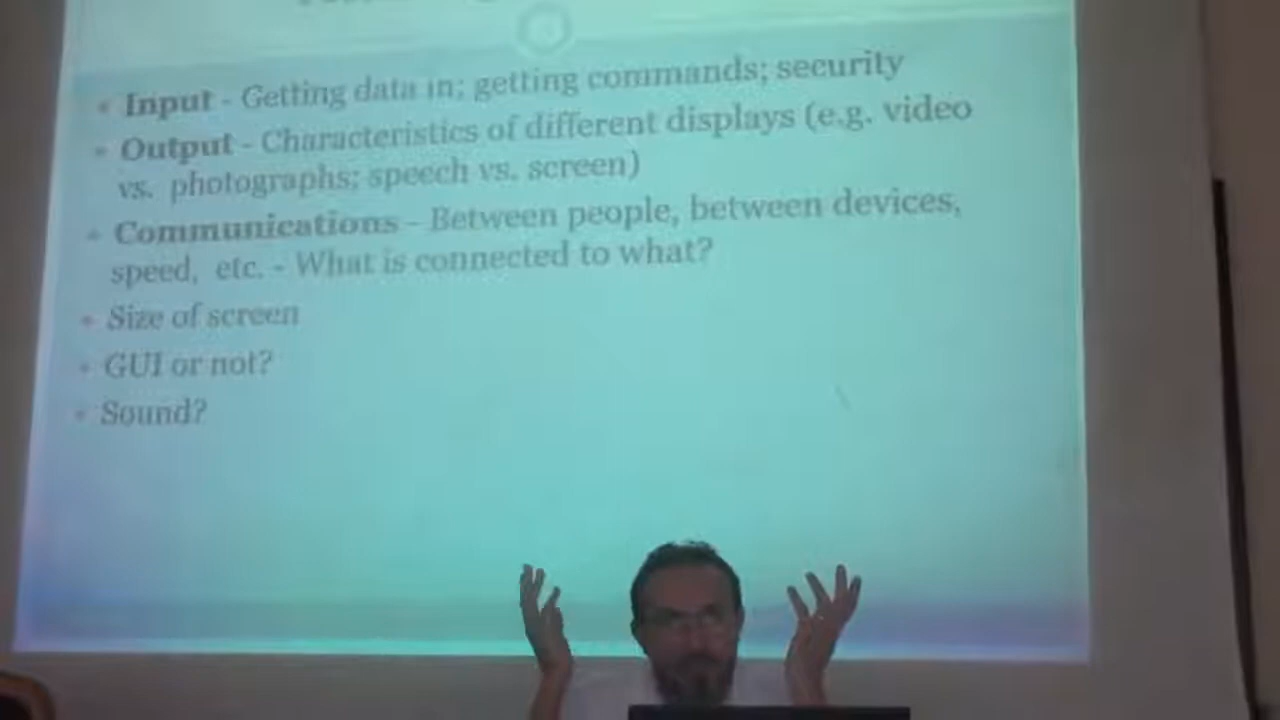 Input - Getting data in; getting commands; security
Output - Characteristics of different displays (e.g. video
vs. photographs; speech vs. screen)
Communications - Between people, between devices,
speed, etc. - What is connected to what?
Size of screen
GUI or not?
Sound?